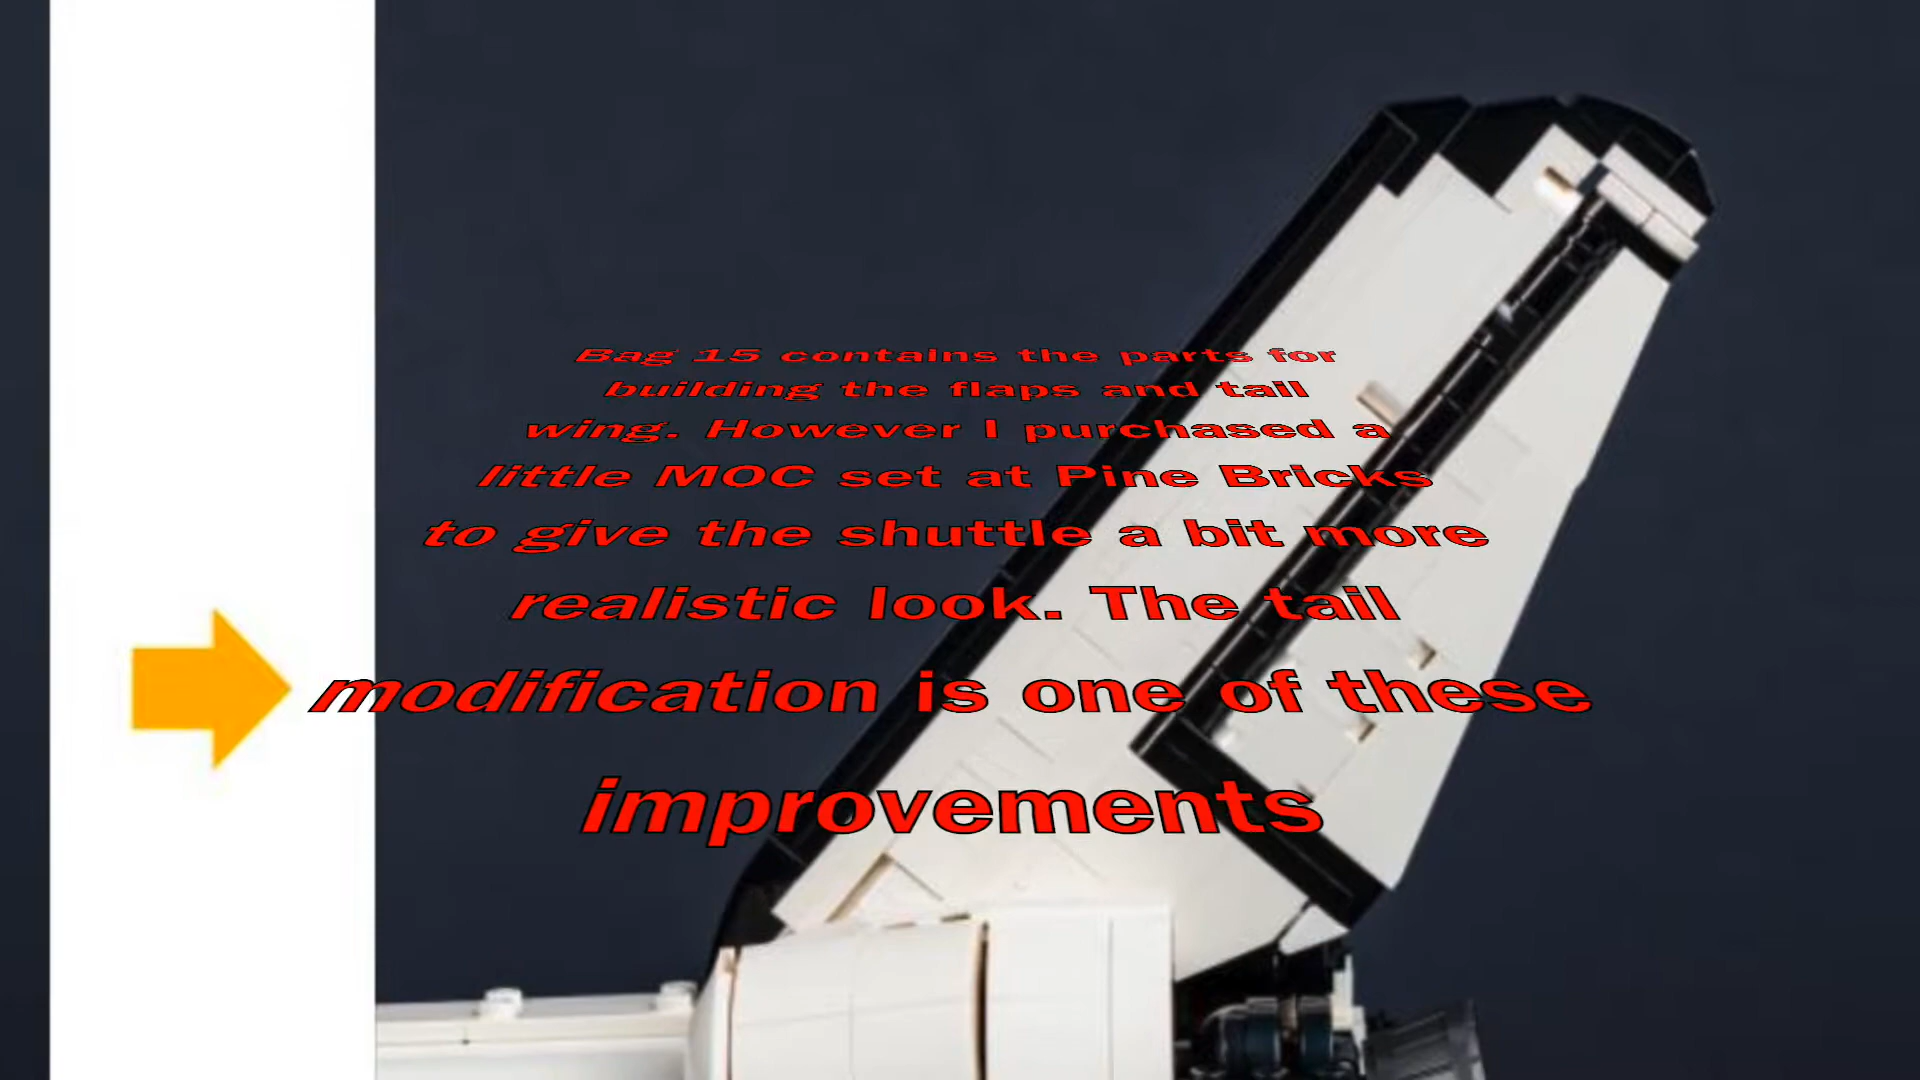 Bag 15 contains the parts for
building the flaps and tail
wing. However I purchased a
little MOC set at Pine Bricks
to give the shuttle a bit more
realistic look. The tail
modification is one of these
improvements